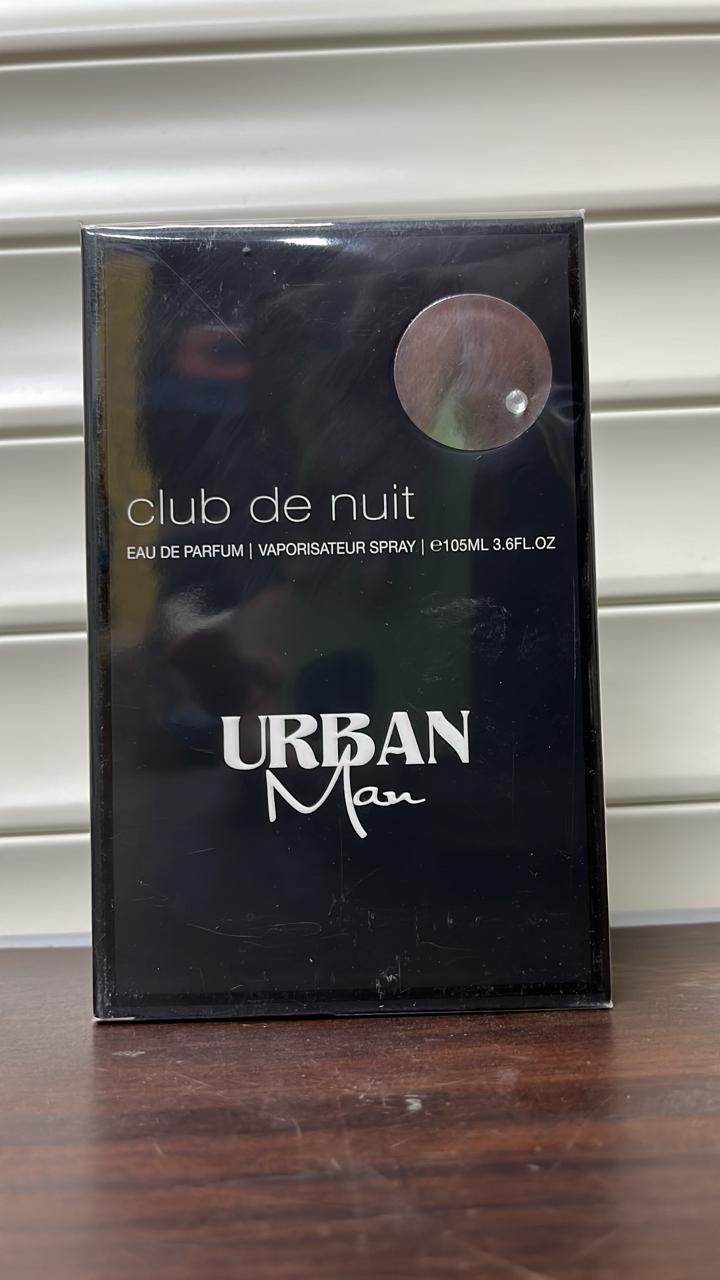 club de nuit
EAU DE PARFUM | VAPORISATEUR SPRAY | ℮105ML 3.6FL.OZ
URBAN
Man